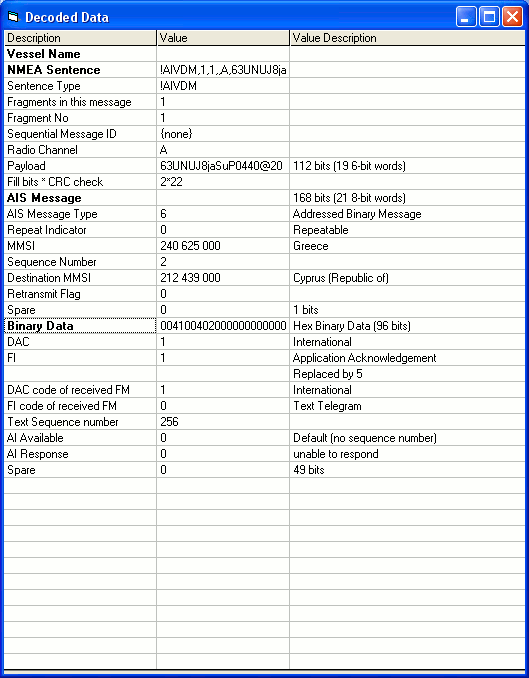 Decoded Data
Description Value Value Description
Vessel Name
NMEA Sentence !AIVDM,1,1,,A,63UNUJ8ja
Sentence Type !AIVDM
Fragments in this message 1
Fragment No 1
Sequential Message ID {none}
Radio Channel A
Payload 63UNUJ8jaSuP0440@20 112 bits (19 6-bit words)
Fill bits * CRC check 2*22
AIS Message 168 bits (21 8-bit words)
AIS Message Type 6 Addressed Binary Message
Repeat Indicator 0 Repeatable
MMSI 240 625 000 Greece
Sequence Number 2
Destination MMSI 212 439 000 Cyprus (Republic of)
Retransmit Flag 0
Spare 0 1 bits
Binary Data 004100402000000000000 Hex Binary Data (96 bits)
DAC 1 International
FI 1 Application Acknowledgement
Replaced by 5
DAC code of received FM 1 International
FI code of received FM 0 Text Telegram
Text Sequence number 256
AI Available 0 Default (no sequence number)
AI Response 0 unable to respond
Spare 0 49 bits